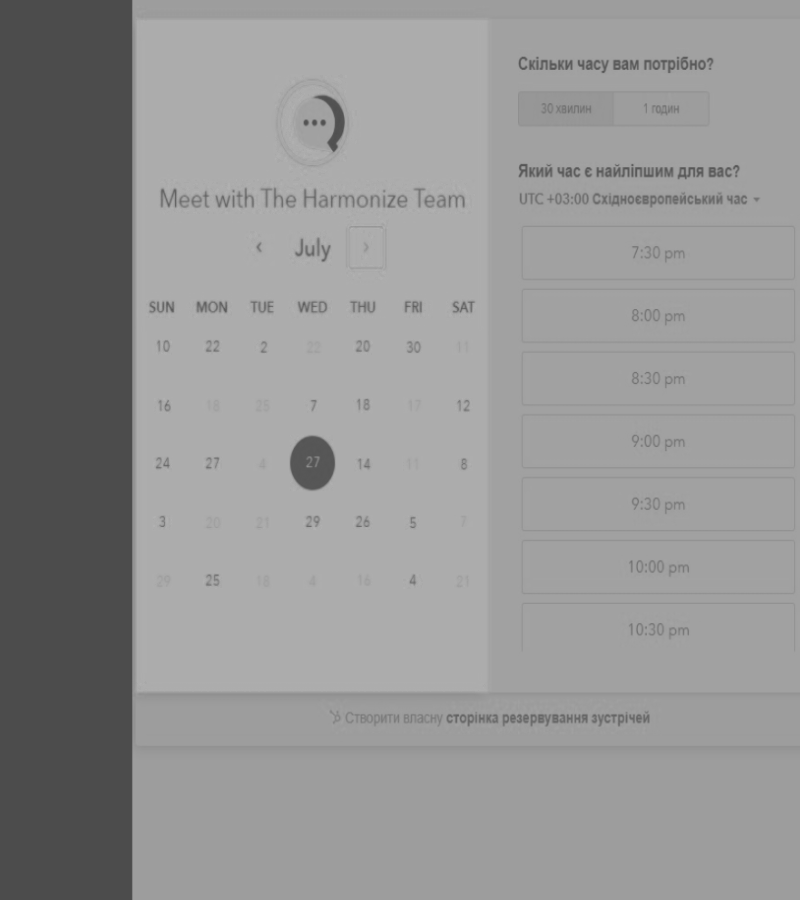 Meet with The Harmonize Team
July
SUN MON TUE WED THU FRI SAT
10 22 2 20 30 11
16 18 25 7 18 17 12
24 27 4 27 14 11 8
3 20 21 29 26 5 7
29 25 18 4 16 4 21
Скільки часу вам потрібно?
30 хвилин 1 годин
Який час є найліпшим для вас?
UTC +03:00 Східноєвропейський час
7:30 pm
8:00 pm
8:30 pm
9:00 pm
9:30 pm
10:00 pm
10:30 pm
Створити власну сторінка резервування зустрічей